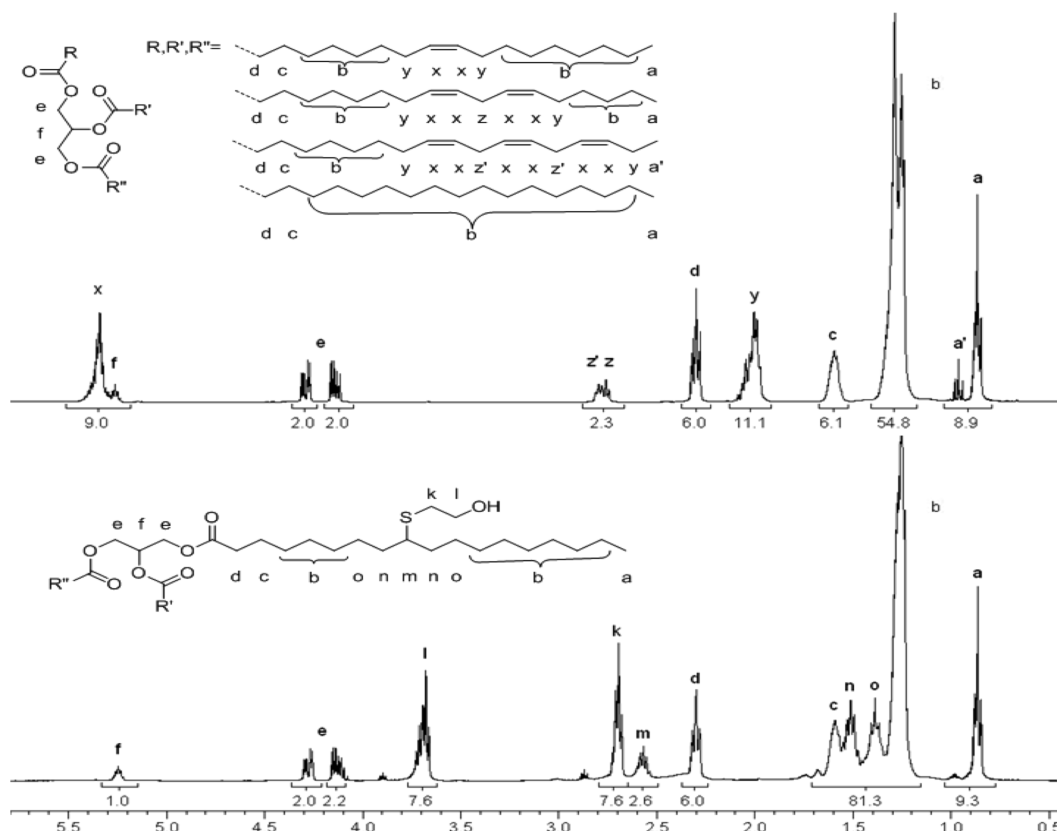 R,R',R"=
d c b y x x y b a
d c b y x x z x x y b a
d c b y x x z' x x z' x x y a'
d c b a
R
O
O
e
O
R'
f
O
e
O
O
R"
x f e z' z d y c b a' a
9.0 2.0 2.0 2.3 6.0 11.1 6.1 54.8 8.9
k l
S OH
e f e O
O O
R" O O
R'
d c b o n m n o b a
f e l k m d c n o b a
1.0 2.0 2.2 7.6 7.6 2.6 6.0 81.3 9.3
5.5 5.0 4.5 4.0 3.5 3.0 2.5 2.0 1.5 1.0